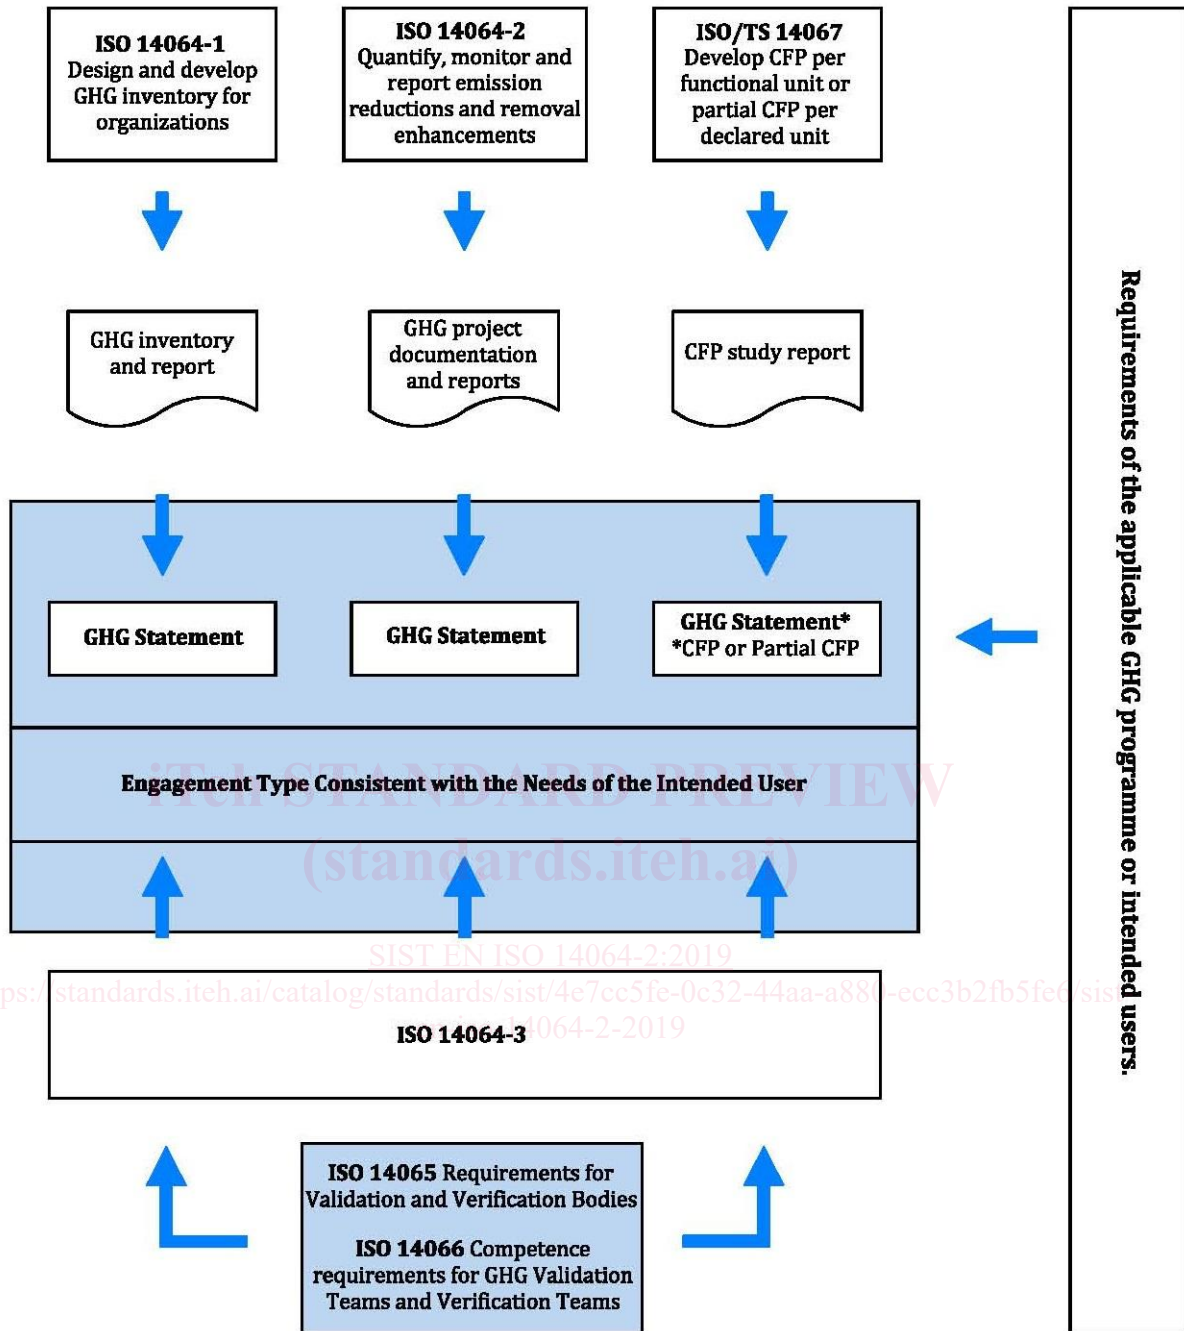 ISO 14064-1
Design and develop
GHG inventory for
organizations
ISO 14064-2
Quantify, monitor and
report emission
reductions and removal
enhancements
ISO/TS 14067
Develop CFP per
functional unit or
partial CFP per
declared unit
GHG inventory
and report
GHG project
documentation
and reports
CFP study report
GHG Statement
GHG Statement
GHG Statement*
*CFP or Partial CFP
Engagement Type Consistent with the Needs of the Intended User
iTeh STANDARD PREVIEW
(standards.iteh.ai)
SIST EN ISO 14064-2:2019
ps://standards.iteh.ai/catalog/standards/sist/4e7cc5fe-0c32-44aa-a880-ecc3b2fb5fe6/sist
14064-2-2019
ISO 14064-3
ISO 14065 Requirements for
Validation and Verification Bodies
ISO 14066 Competence
requirements for GHG Validation
Teams and Verification Teams
Requirements of the applicable GHG programme or intended users.